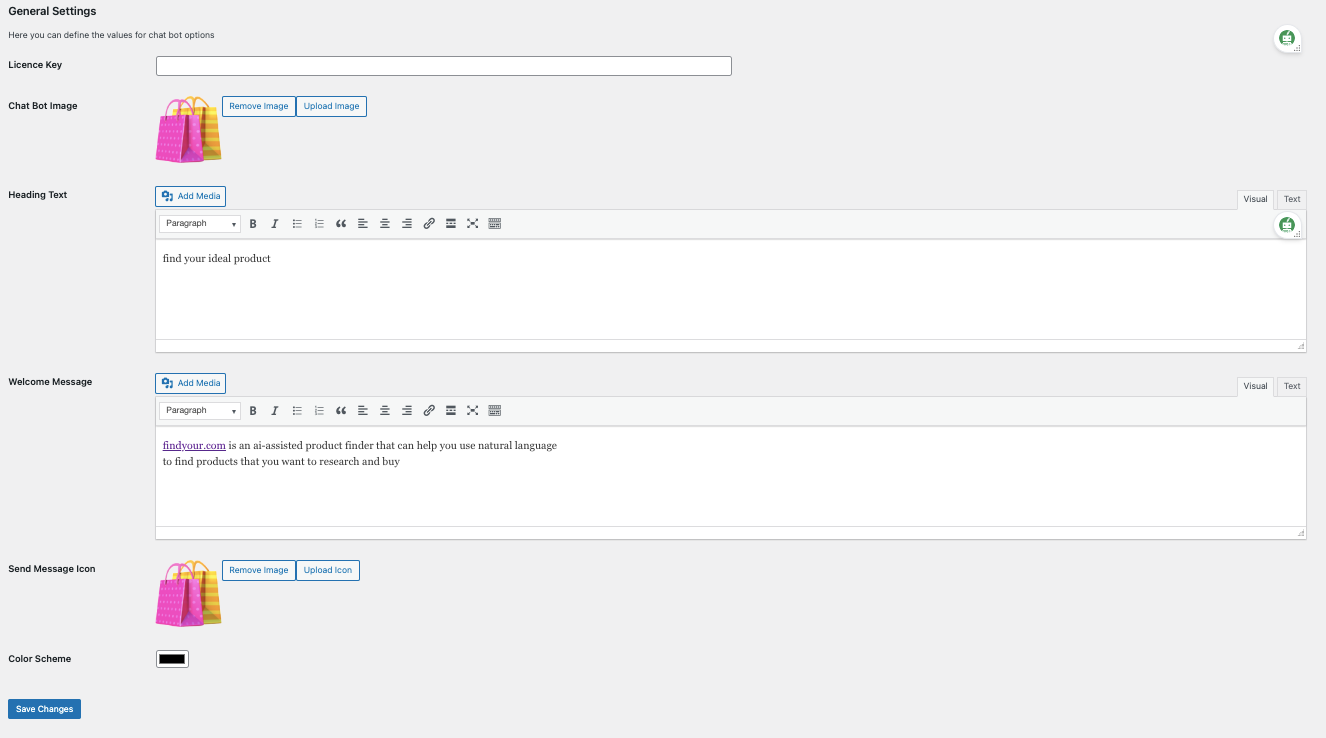 General Settings
Here you can define the values for chat bot options
Licence Key
Chat Bot Image
Remove Image
Upload Image
Heading Text
Add Media
Visual
Text
Paragraph
B
I
find your ideal product
Welcome Message
Add Media
Visual
Text
Paragraph
B
I
findyour.com is an ai-assisted product finder that can help you use natural language
to find products that you want to research and buy
Send Message Icon
Remove Image
Upload Icon
Color Scheme
Save Changes